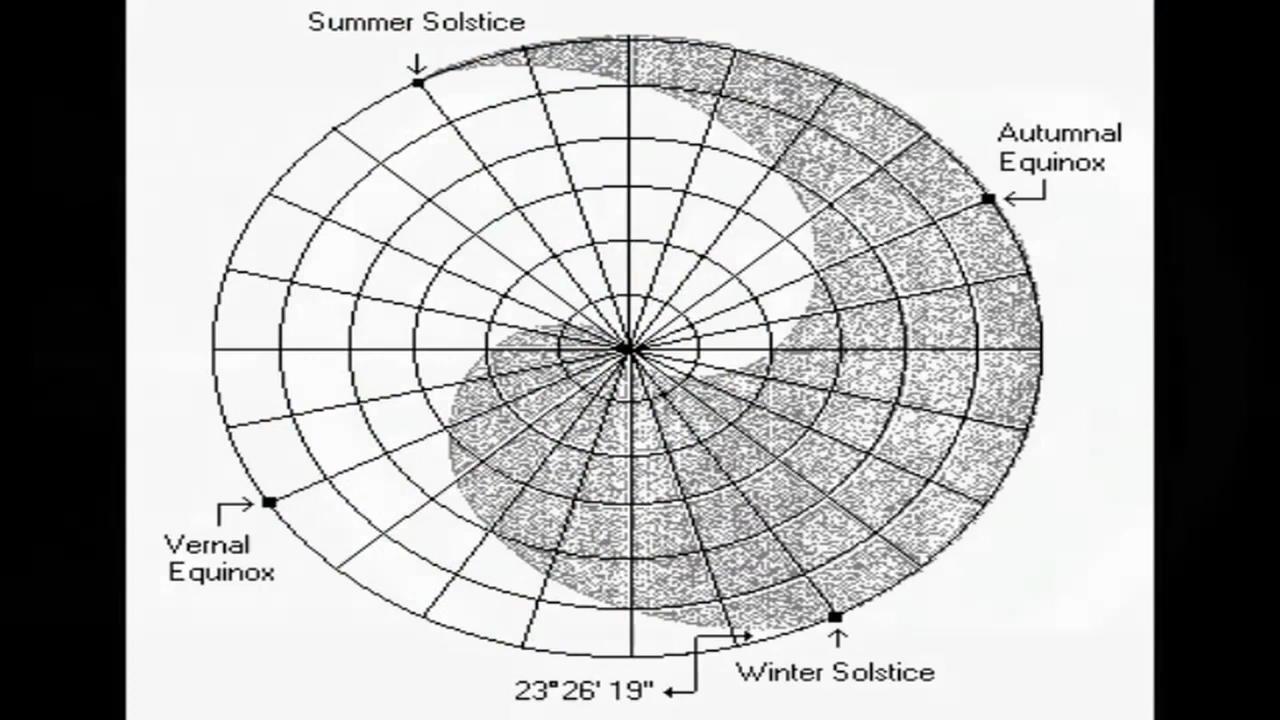 Summer Solstice
Autumnal
Equinox
Vernal
Equinox
Winter Solstice
23° 26' 19"